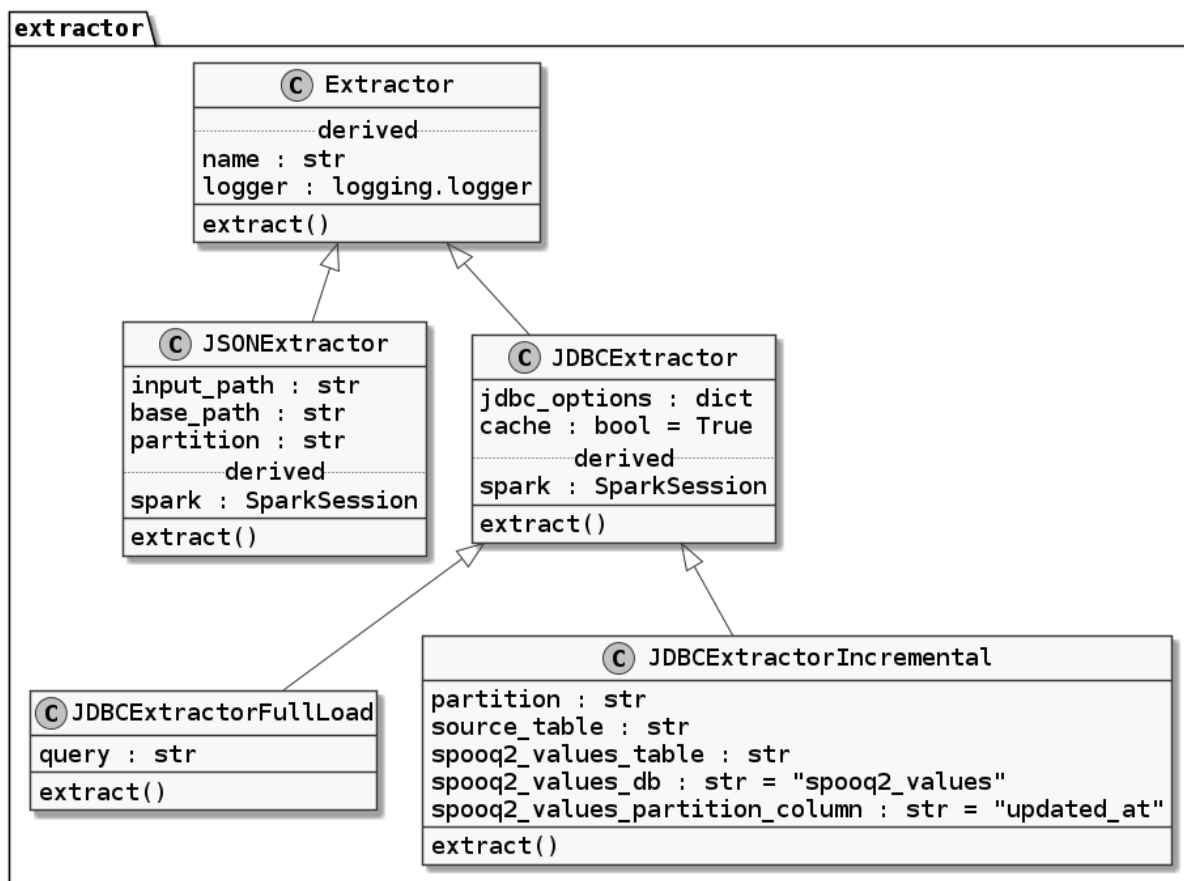 extractor
C Extractor
derived
name : str
logger : logging.logger
extract()
C JSONExtractor
input_path : str
base_path : str
partition : str
derived
spark : SparkSession
extract()
C JDBCExtractor
jdbc_options : dict
cache : bool = True
derived
spark : SparkSession
extract()
C JDBCExtractorFullLoad
query : str
extract()
C JDBCExtractorIncremental
partition : str
source_table : str
spooq2_values_table : str
spooq2_values_db : str = "spooq2_values"
spooq2_values_partition_column : str = "updated_at"
extract()